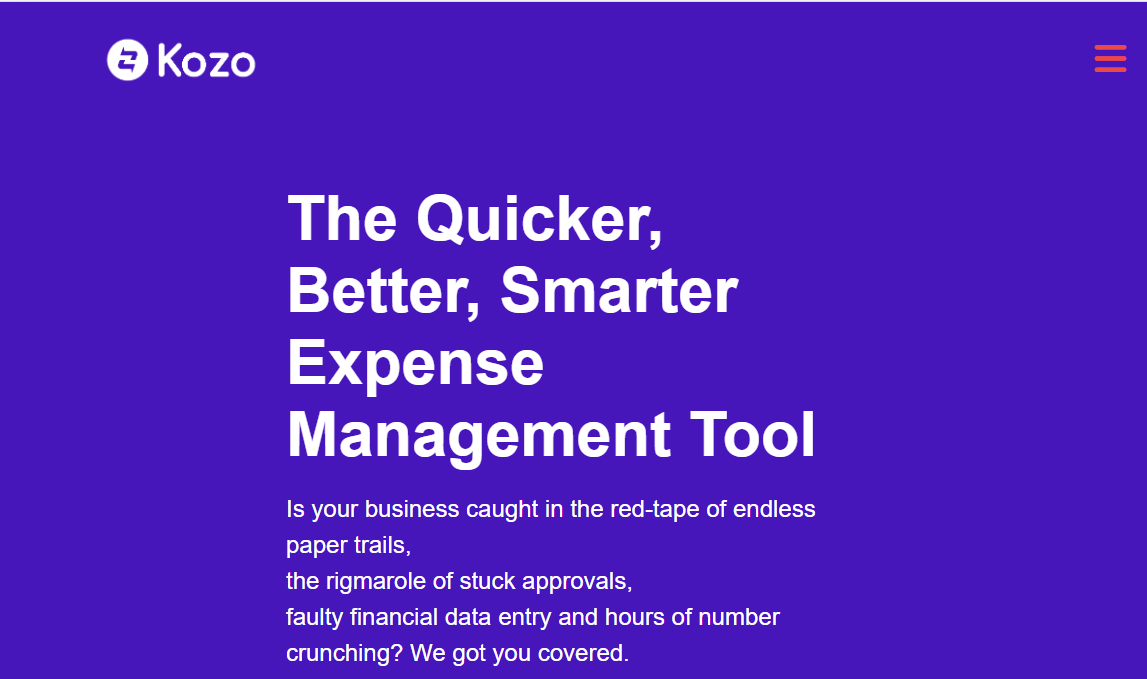 Kozo
The Quicker,
Better, Smarter
Expense
Management Tool
Is your business caught in the red-tape of endless
paper trails,
the rigmarole of stuck approvals,
faulty financial data entry and hours of number
crunching? We got you covered.